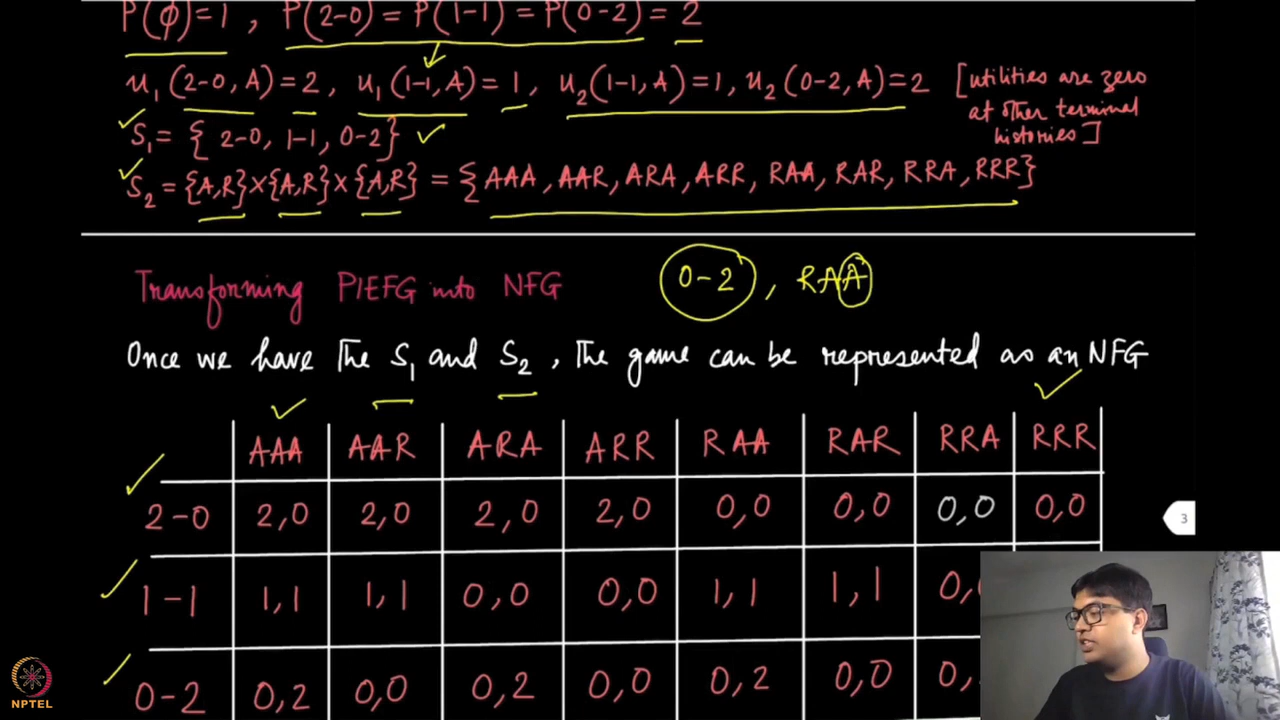 P(ϕ)=1 , P(2-0) = P(1-1) = P(0-2) = 2
u₁(2-0, A) = 2, u₁(1-1, A) = 1, u₂(1-1, A) = 1, u₂(0-2, A) = 2 [utilities are zero
at other terminal
histories]
S₁ = { 2-0, 1-1, 0-2}
S₂ = {A,R}×{A,R}×{A,R} = {AAA, AAR, ARA, ARR, RAA, RAR, RRA, RRR}
Transforming PIEFG into NFG 0-2, RAA
Once we have the S₁ and S₂, the game can be represented as an NFG
AAA AAR ARA ARR RAA RAR RRA RRR
2-0 2,0 2,0 2,0 2,0 0,0 0,0 0,0 0,0
3
1-1 1,1 1,1 0,0 0,0 1,1 1,1 0,
0-2 0,2 0,0 0,2 0,0 0,2 0,0 0,
NPTEL